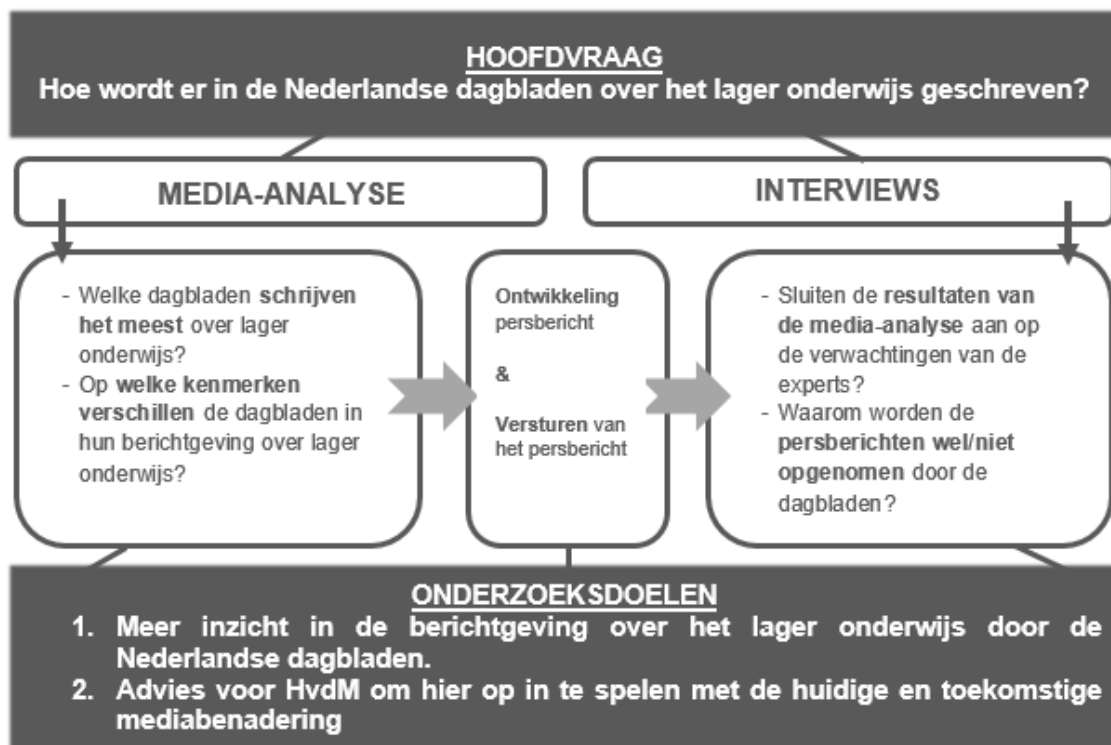 HOOFDVRAAG
Hoe wordt er in de Nederlandse dagbladen over het lager onderwijs geschreven?
MEDIA-ANALYSE
INTERVIEWS
- Welke dagbladen schrijven
het meest over lager
onderwijs?
- Op welke kenmerken
verschillen de dagbladen in
hun berichtgeving over lager
onderwijs?
Ontwikkeling
persbericht
&
Versturen van
het persbericht
- Sluiten de resultaten van
de media-analyse aan op
de verwachtingen van de
experts?
- Waarom worden de
persberichten wel/niet
opgenomen door de
dagbladen?
ONDERZOEKSDOELEN
1. Meer inzicht in de berichtgeving over het lager onderwijs door de
Nederlandse dagbladen.
2. Advies voor HvdM om hier op in te spelen met de huidige en toekomstige
mediabenadering